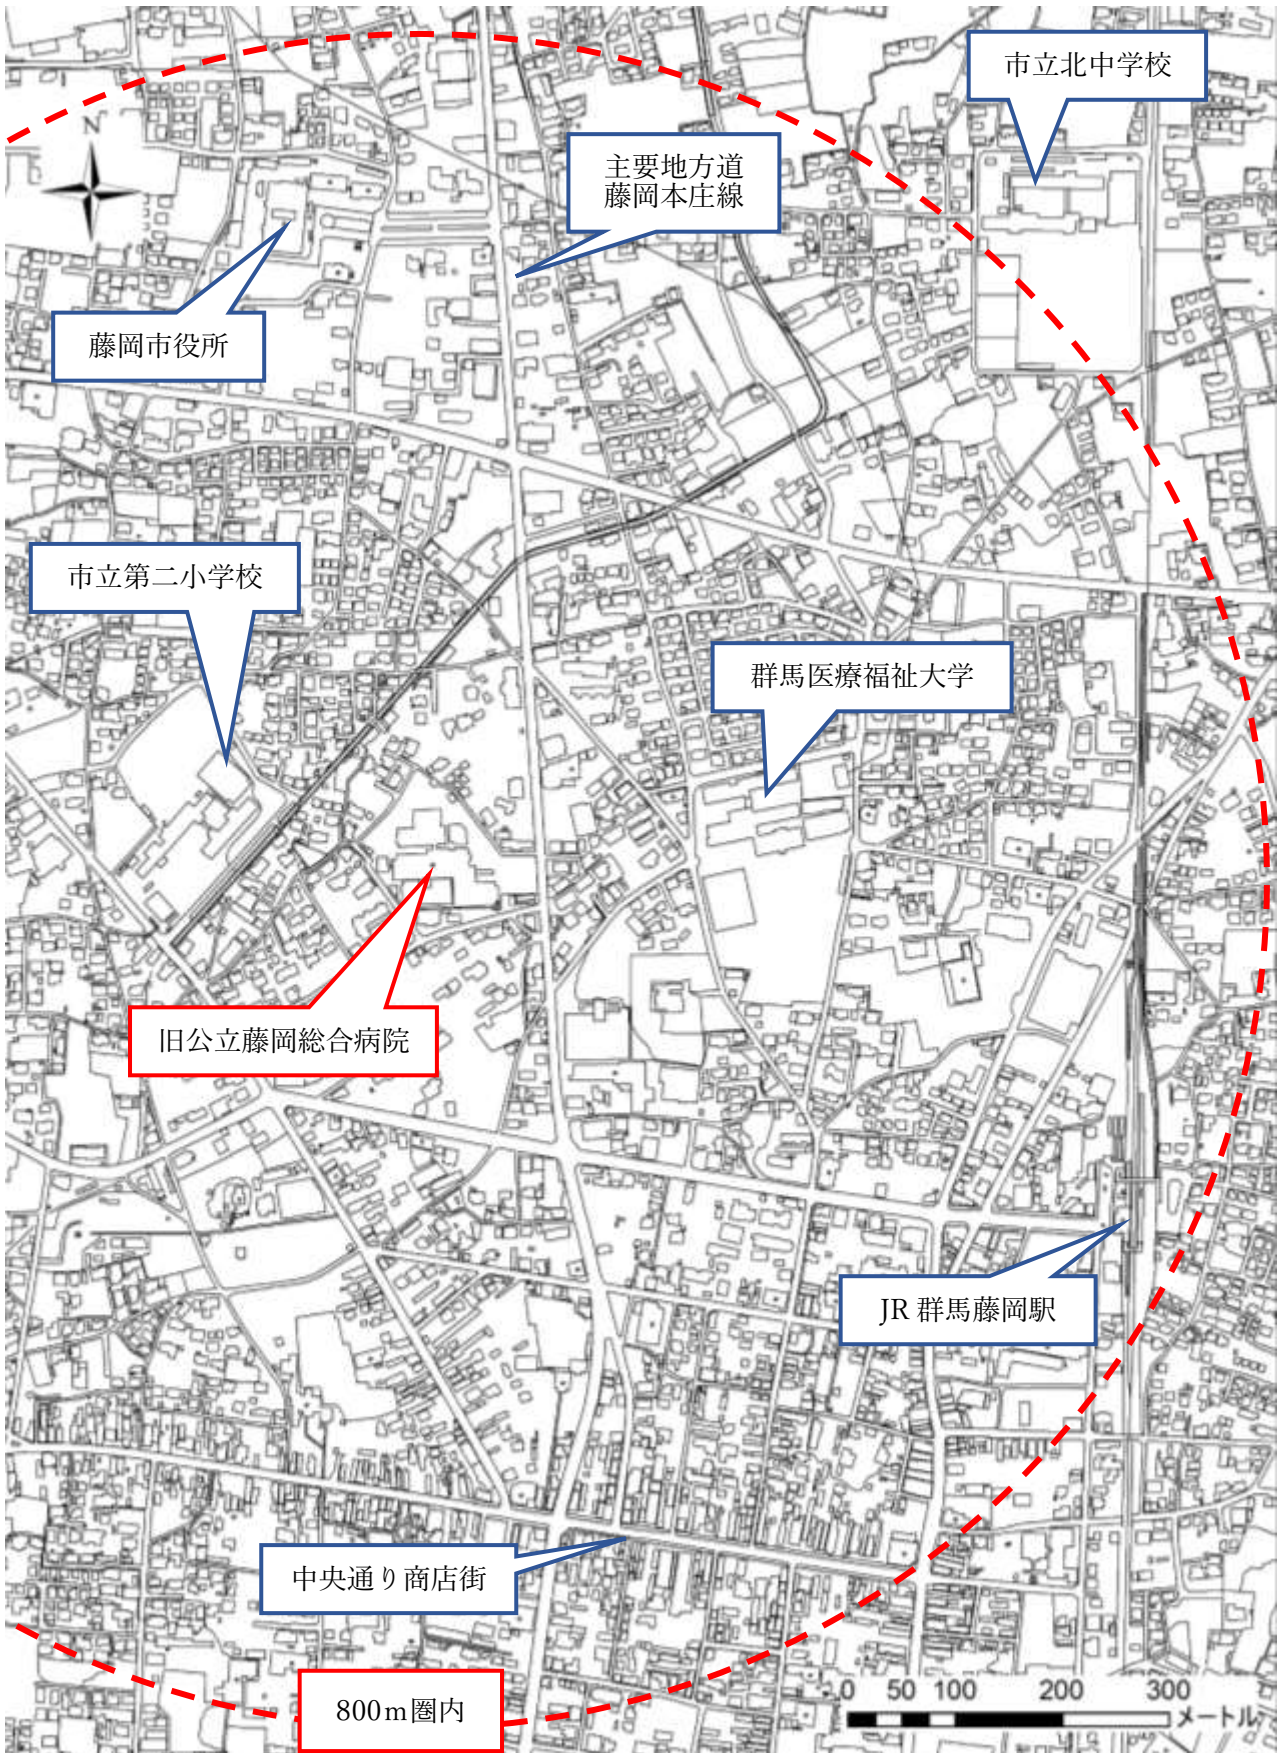 市立北中学校
N
主要地方道
藤岡本庄線
藤岡市役所
市立第二小学校
群馬医療福祉大学
旧公立藤岡総合病院
JR 群馬藤岡駅
中央通り商店街
800ｍ圏内
0 50 100 200 300
メートル